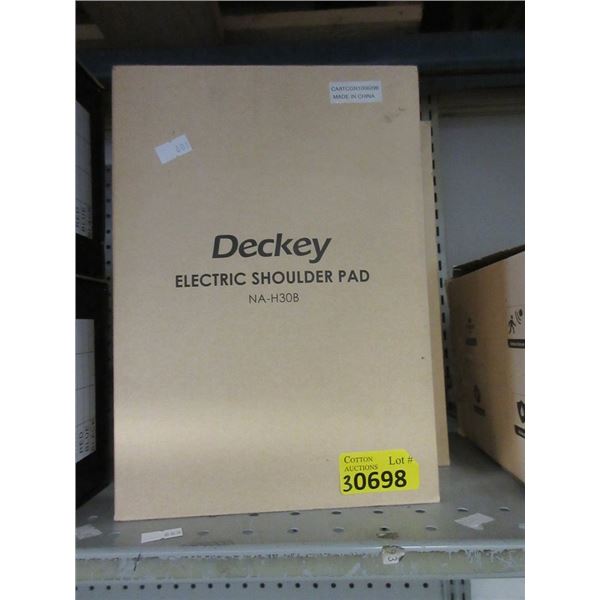 MADE IN CHINA
Deckey
ELECTRIC SHOULDER PAD
NA-H30B
COTTON
AUCTIONS Lot #
30698